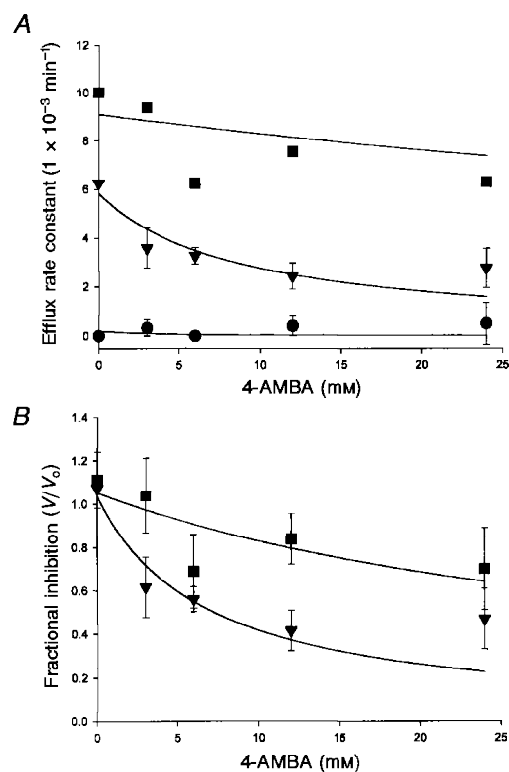 A
Efflux rate constant (1 × 10⁻³ min⁻¹)
12
10
8
6
4
2
0
0 5 10 15 20 25
4-AMBA (mM)
B
Fractional inhibition (V/Vₒ)
1.4
1.2
1.0
0.8
0.6
0.4
0.2
0.0
0 5 10 15 20 25
4-AMBA (mM)